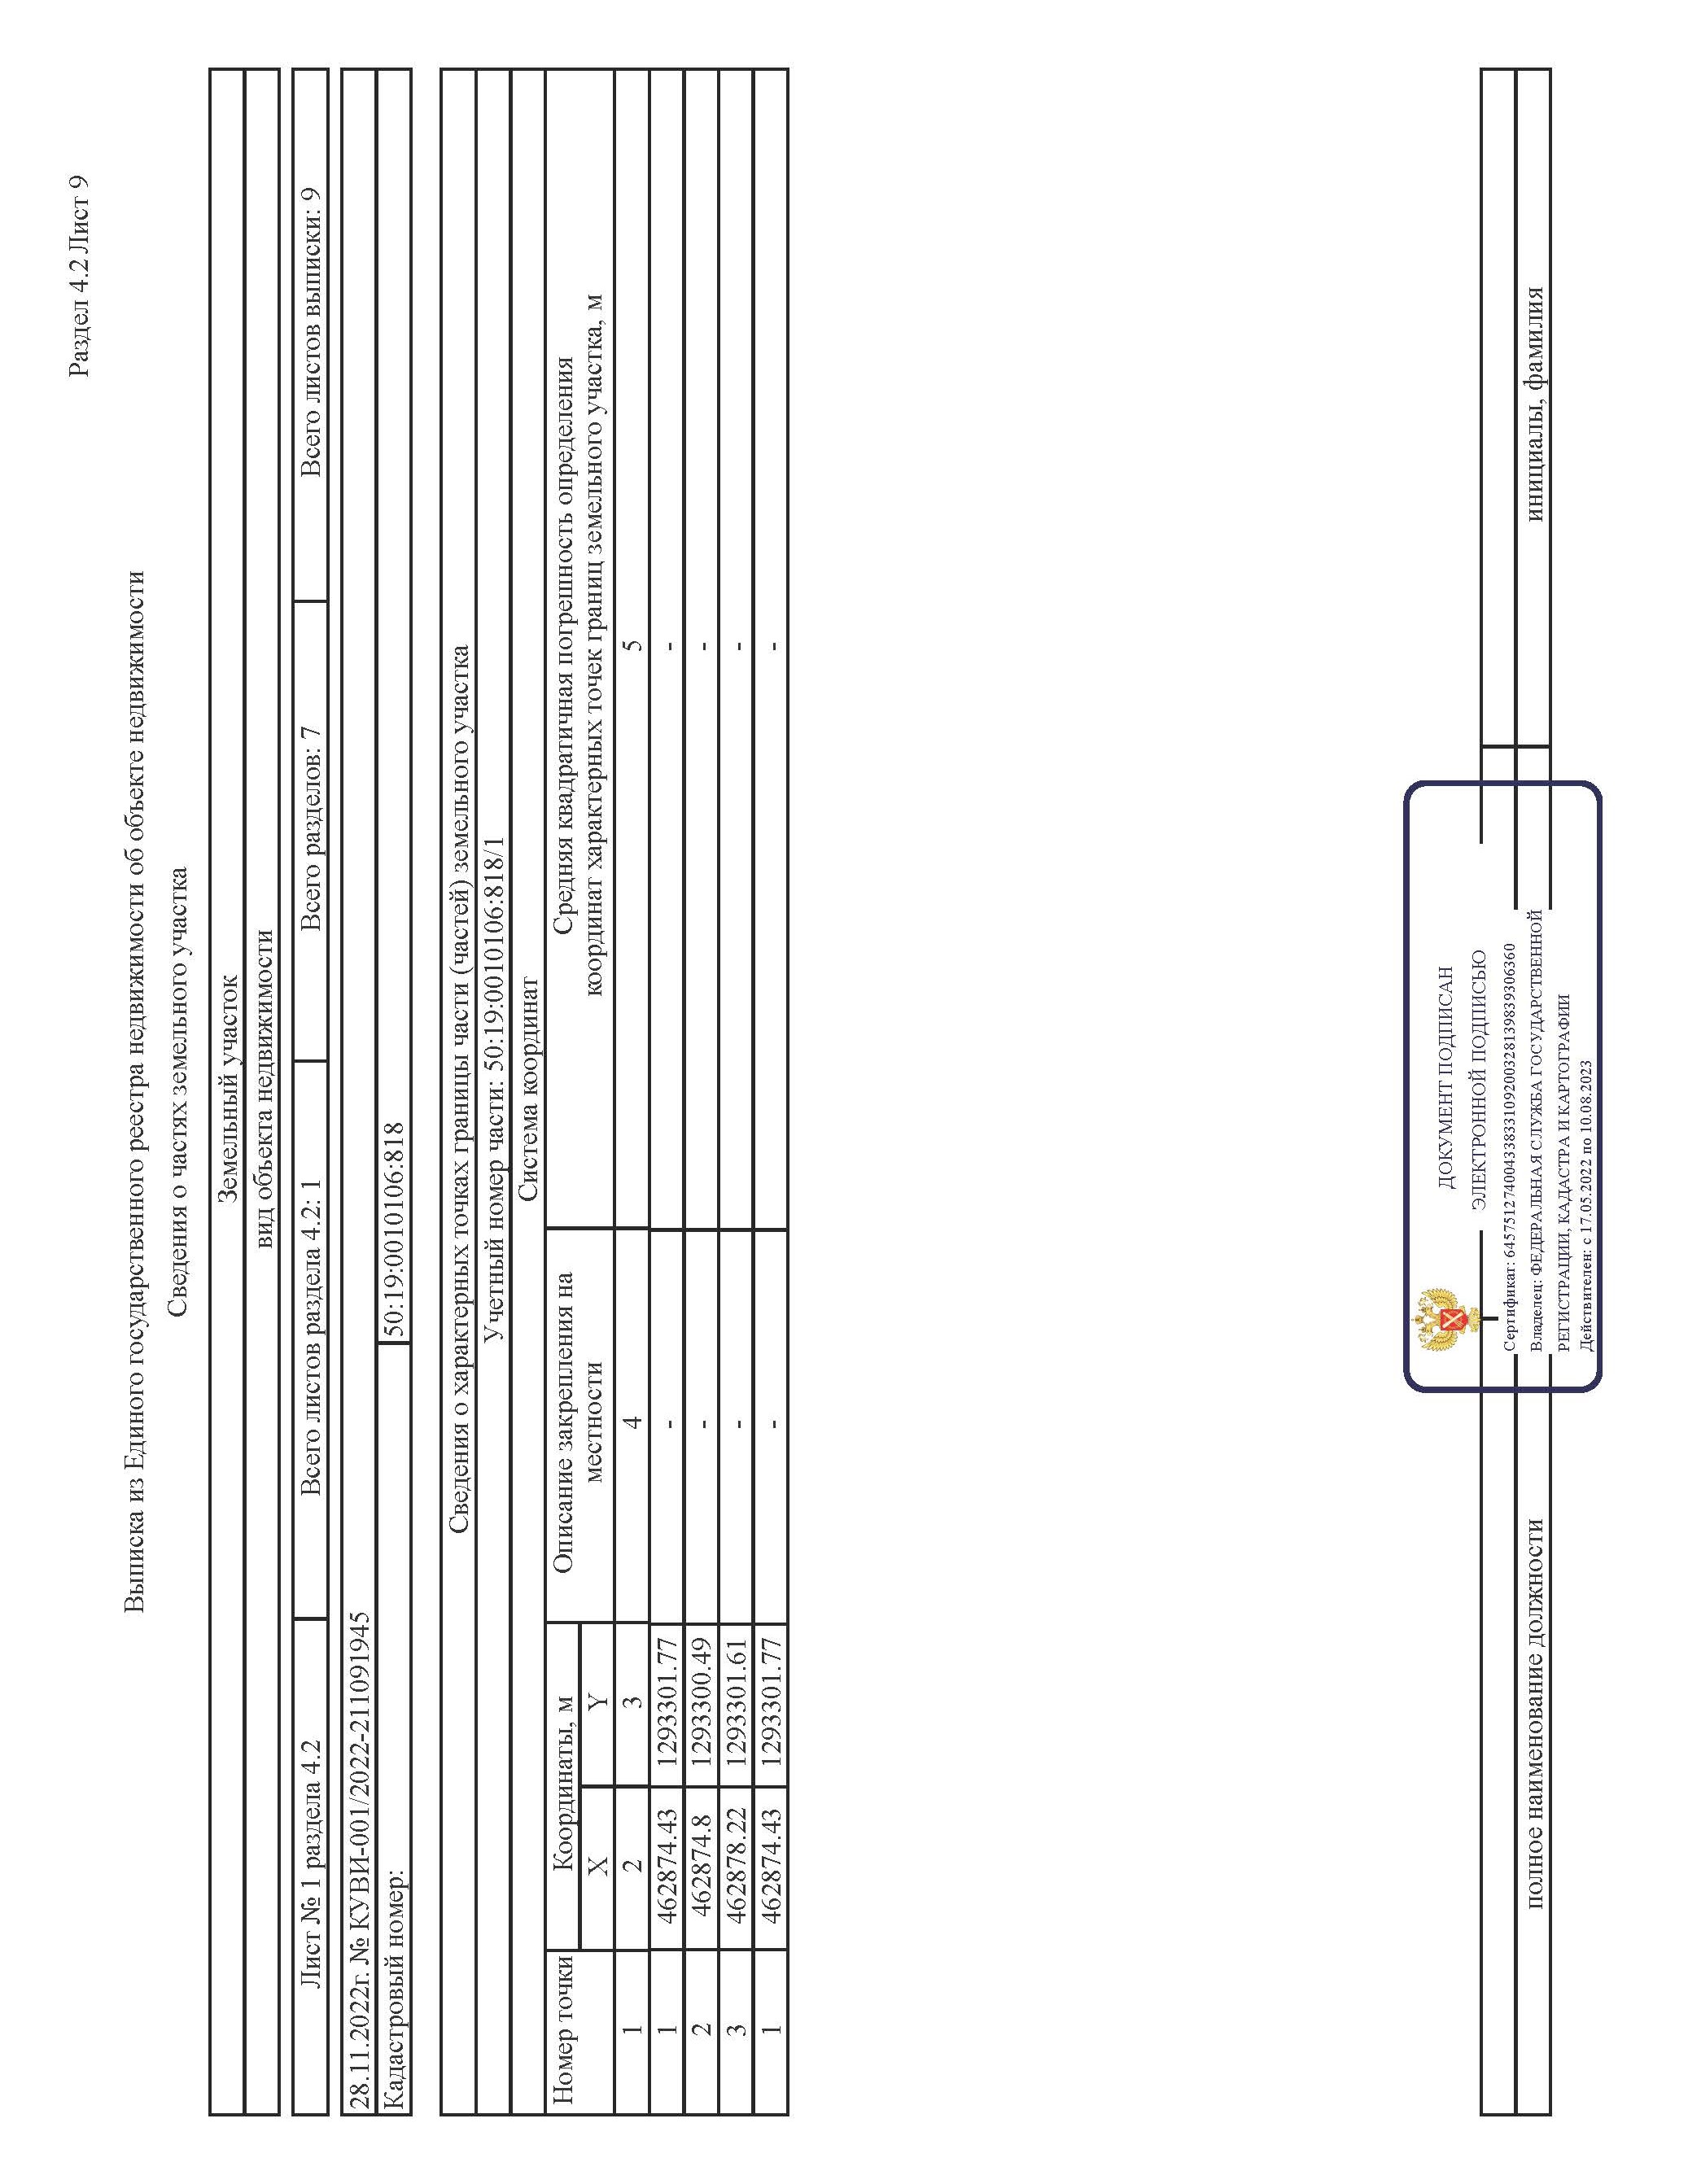 Раздел 4.2 Лист 9
Выписка из Единого государственного реестра недвижимости об объекте недвижимости
Сведения о частях земельного участка
Земельный участок
вид объекта недвижимости
Лист № 1 раздела 4.2 Всего листов раздела 4.2: 1 Всего разделов: 7 Всего листов выписки: 9
28.11.2022г. № КУВИ-001/2022-211091945
Кадастровый номер: 50:19:0010106:818
Сведения о характерных точках границы части (частей) земельного участка
Учетный номер части: 50:19:0010106:818/1
Система координат
Номер точки Координаты, м Описание закрепления на местности Средняя квадратичная погрешность определения
координат характерных точек границ земельного участка, м
X Y
1 2 3 4 5
1 462874.43 1293301.77 - -
2 462874.8 1293300.49 - -
3 462878.22 1293301.61 - -
1 462874.43 1293301.77 - -
ДОКУМЕНТ ПОДПИСАН
ЭЛЕКТРОННОЙ ПОДПИСЬЮ
Сертификат: 64575127400433833109200328139839306360
Владелец: ФЕДЕРАЛЬНАЯ СЛУЖБА ГОСУДАРСТВЕННОЙ
РЕГИСТРАЦИИ, КАДАСТРА И КАРТОГРАФИИ
Действителен: с 17.05.2022 по 10.08.2023
полное наименование должности инициалы, фамилия